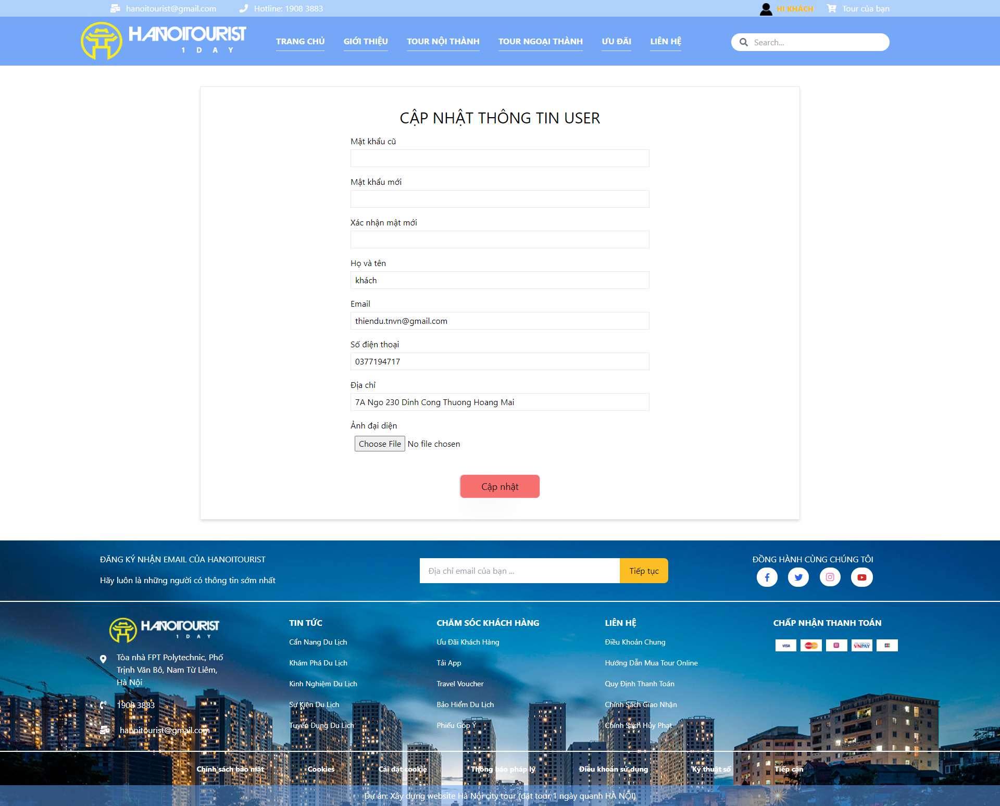 hanoitourist@gmail.com
Hotline: 1908 3883
HI KHÁCH
Tour của bạn
HANOITOURIST
1 DAY
TRANG CHỦ
GIỚI THIỆU
TOUR NỘI THÀNH
TOUR NGOẠI THÀNH
ƯU ĐÃI
LIÊN HỆ
Search...
CẬP NHẬT THÔNG TIN USER
Mật khẩu cũ
Mật khẩu mới
Xác nhận mật mới
Họ và tên
khách
Email
thiendu.tnvn@gmail.com
Số điện thoại
0377194717
Địa chỉ
7A Ngo 230 Dinh Cong Thuong Hoang Mai
Ảnh đại diện
Choose File No file chosen
Cập nhật
ĐĂNG KÝ NHẬN EMAIL CỦA HANOITOURIST
Hãy luôn là những người có thông tin sớm nhất
Địa chỉ email của bạn ...
Tiếp tục
ĐỒNG HÀNH CÙNG CHÚNG TÔI
HANOITOURIST
1 DAY
Tòa nhà FPT Polytechnic, Phố
Trịnh Văn Bô, Nam Từ Liêm,
Hà Nội
1908 3883
hanoitourist@gmail.com
TIN TỨC
Cẩn Nang Du Lịch
Khám Phá Du Lịch
Kinh Nghiệm Du Lịch
Sự Kiện Du Lịch
Tuyển Dụng Du Lịch
CHĂM SÓC KHÁCH HÀNG
Ưu Đãi Khách Hàng
Tải App
Travel Voucher
Bảo Hiểm Du Lịch
Phiếu Góp Ý
LIÊN HỆ
Điều Khoản Chung
Hướng Dẫn Mua Tour Online
Quy Định Thanh Toán
Chính Sách Giao Nhận
Chính Sách Hủy Phạt
CHẤP NHẬN THANH TOÁN
VISA
VNPAY
JCB
Chính sách bảo mật
Cookies
Cài đặt cookie
Thông báo pháp lý
Điều khoản sử dụng
Kỹ thuật số
Tiếp cận
Dự án: Xây dựng website Hà Nội city tour (đặt tour 1 ngày quanh HÀ NỘI)